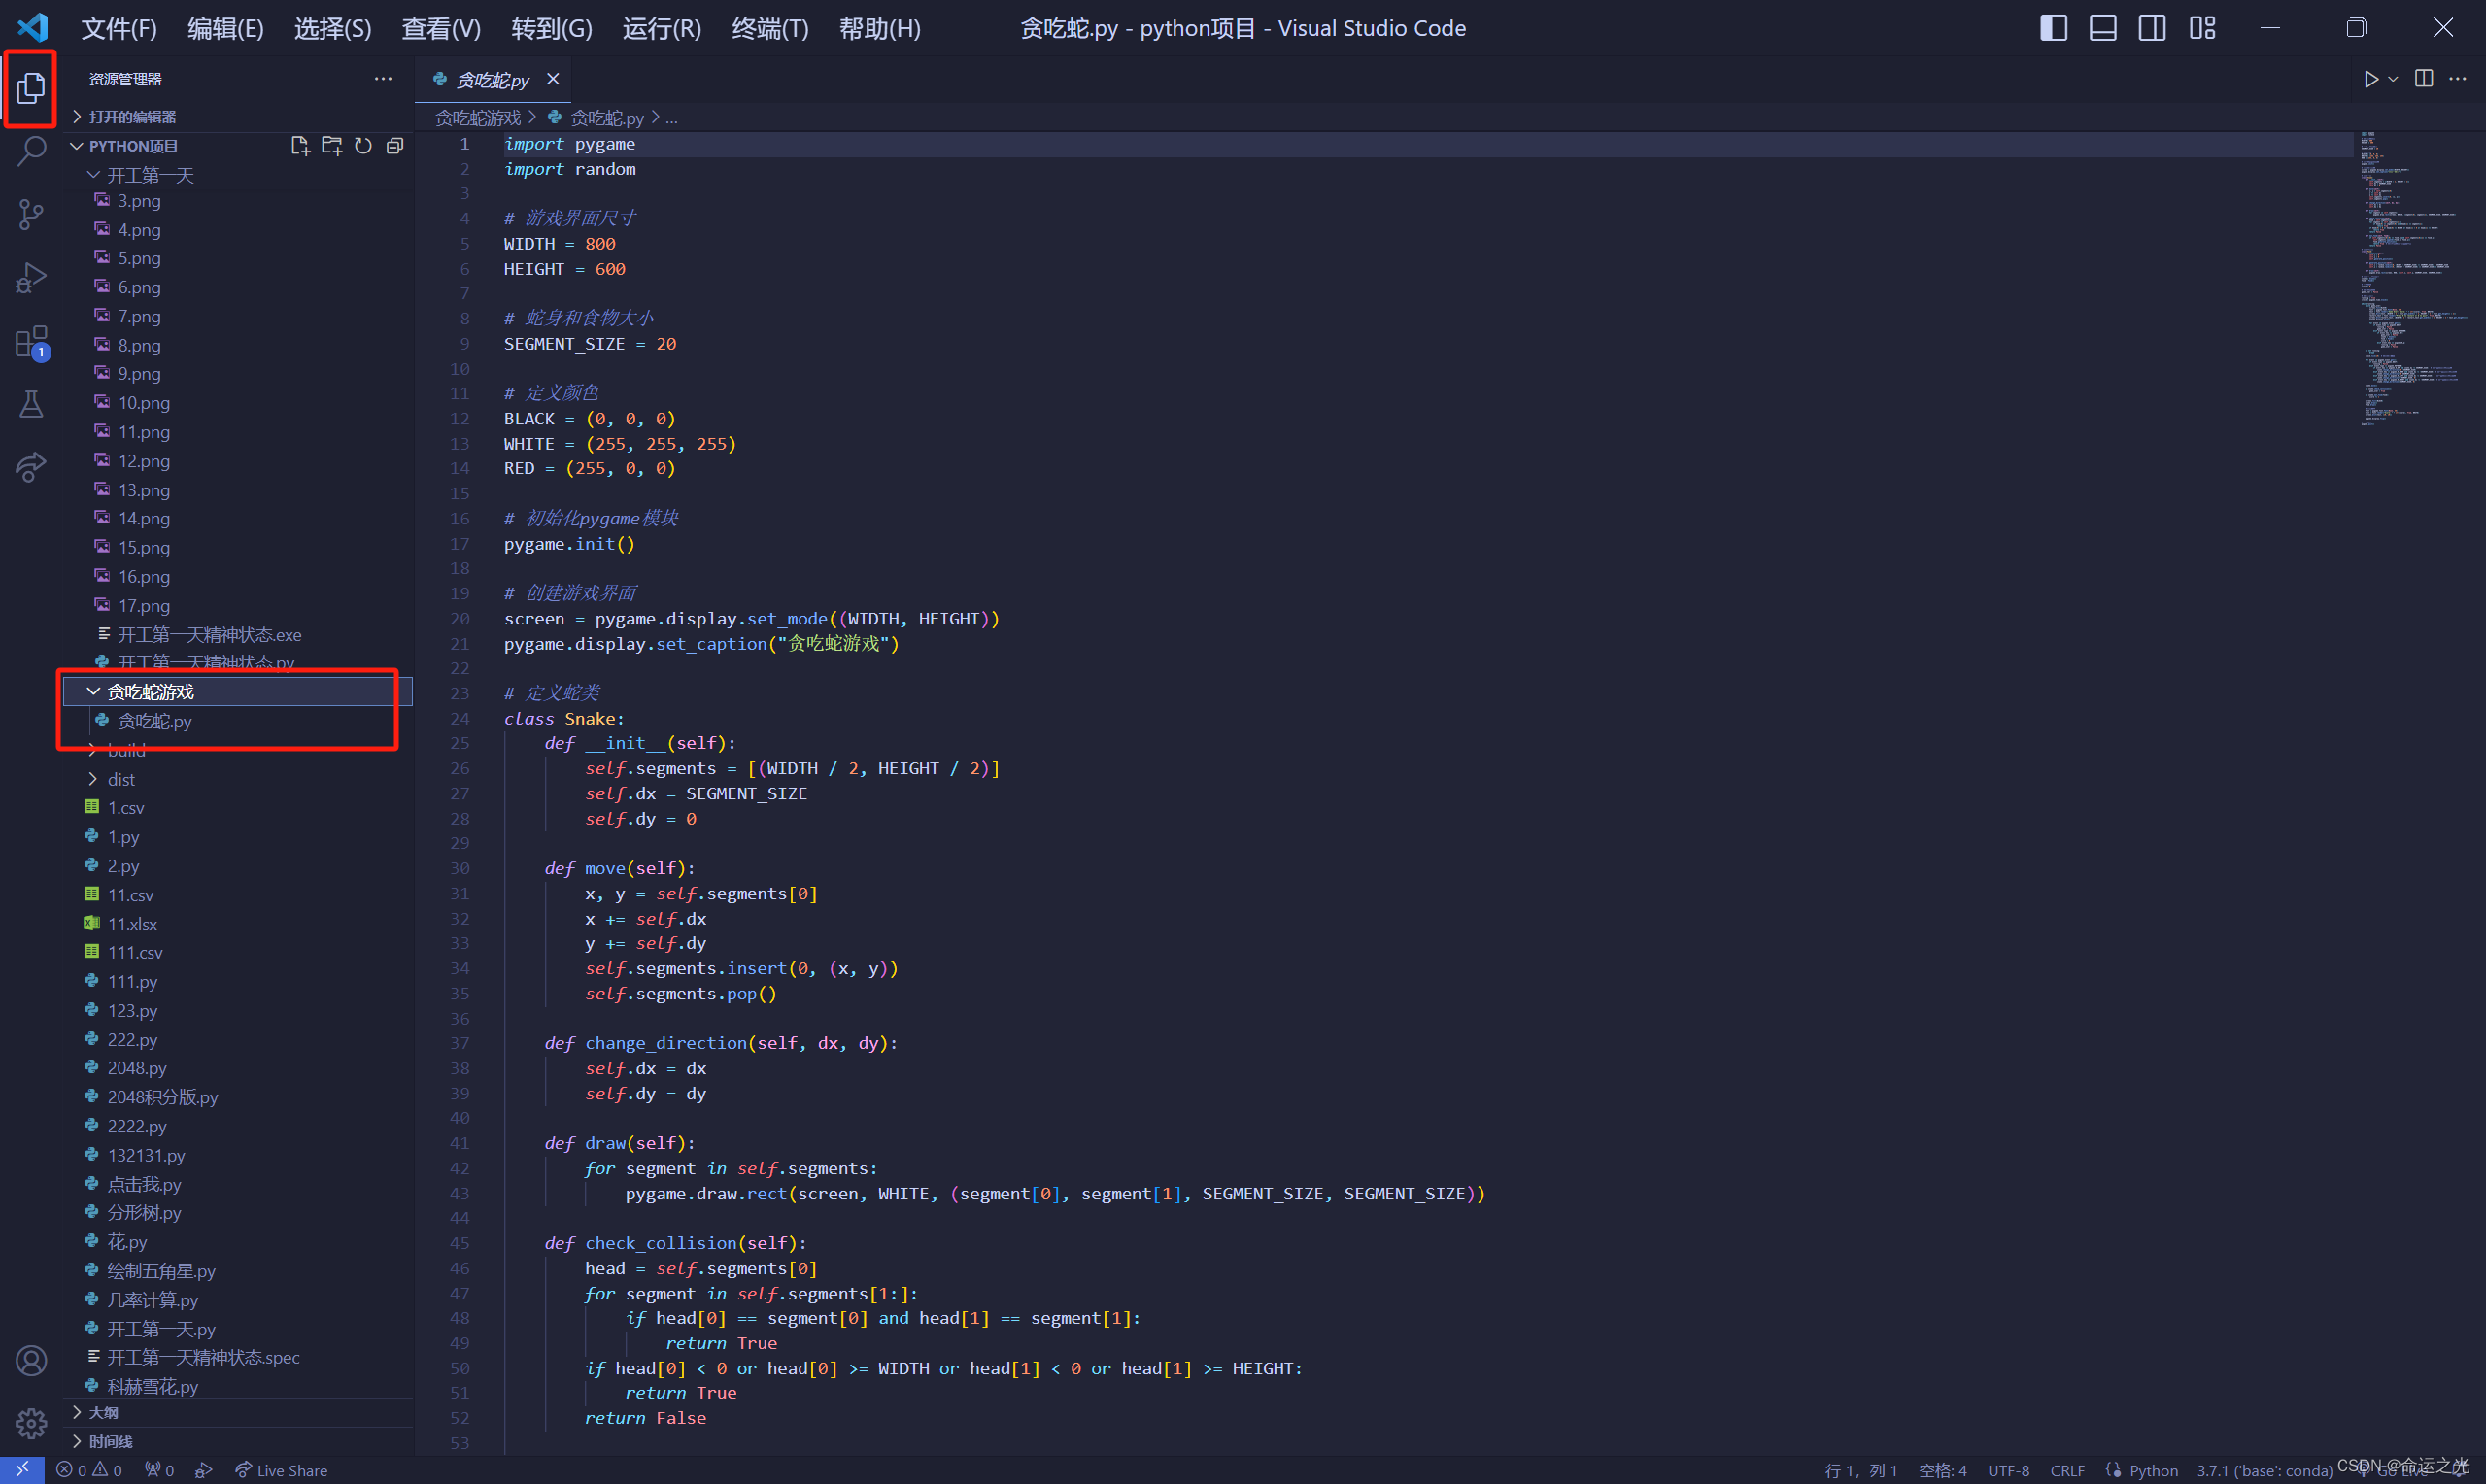 文件(F) 编辑(E) 选择(S) 查看(V) 转到(G) 运行(R) 终端(T) 帮助(H) 贪吃蛇.py - python项目 - Visual Studio Code
资源管理器
打开的编辑器
PYTHON项目
开工第一天
3.png
4.png
5.png
6.png
7.png
8.png
9.png
10.png
11.png
12.png
13.png
14.png
15.png
16.png
17.png
开工第一天精神状态.exe
开工第一天精神状态.py
贪吃蛇游戏
贪吃蛇.py
build
dist
1.csv
1.py
2.py
11.csv
11.xlsx
111.csv
111.py
123.py
222.py
2048.py
2048积分版.py
2222.py
132131.py
点击我.py
分形树.py
花.py
绘制五角星.py
几率计算.py
开工第一天.py
开工第一天精神状态.spec
科赫雪花.py
大纲
时间线
1
贪吃蛇.py
贪吃蛇游戏 > 贪吃蛇.py > ...
1 import pygame
2 import random
3
4 # 游戏界面尺寸
5 WIDTH = 800
6 HEIGHT = 600
7
8 # 蛇身和食物大小
9 SEGMENT_SIZE = 20
10
11 # 定义颜色
12 BLACK = (0, 0, 0)
13 WHITE = (255, 255, 255)
14 RED = (255, 0, 0)
15
16 # 初始化pygame模块
17 pygame.init()
18
19 # 创建游戏界面
20 screen = pygame.display.set_mode((WIDTH, HEIGHT))
21 pygame.display.set_caption("贪吃蛇游戏")
22
23 # 定义蛇类
24 class Snake:
25     def __init__(self):
26         self.segments = [(WIDTH / 2, HEIGHT / 2)]
27         self.dx = SEGMENT_SIZE
28         self.dy = 0
29
30     def move(self):
31         x, y = self.segments[0]
32         x += self.dx
33         y += self.dy
34         self.segments.insert(0, (x, y))
35         self.segments.pop()
36
37     def change_direction(self, dx, dy):
38         self.dx = dx
39         self.dy = dy
40
41     def draw(self):
42         for segment in self.segments:
43             pygame.draw.rect(screen, WHITE, (segment[0], segment[1], SEGMENT_SIZE, SEGMENT_SIZE))
44
45     def check_collision(self):
46         head = self.segments[0]
47         for segment in self.segments[1:]:
48             if head[0] == segment[0] and head[1] == segment[1]:
49                 return True
50         if head[0] < 0 or head[0] >= WIDTH or head[1] < 0 or head[1] >= HEIGHT:
51             return True
52         return False
53
0 0 0 Live Share 行 1，列 1 空格: 4 UTF-8 CRLF Python 3.7.1 ('base': conda)
CSDN @命运之光